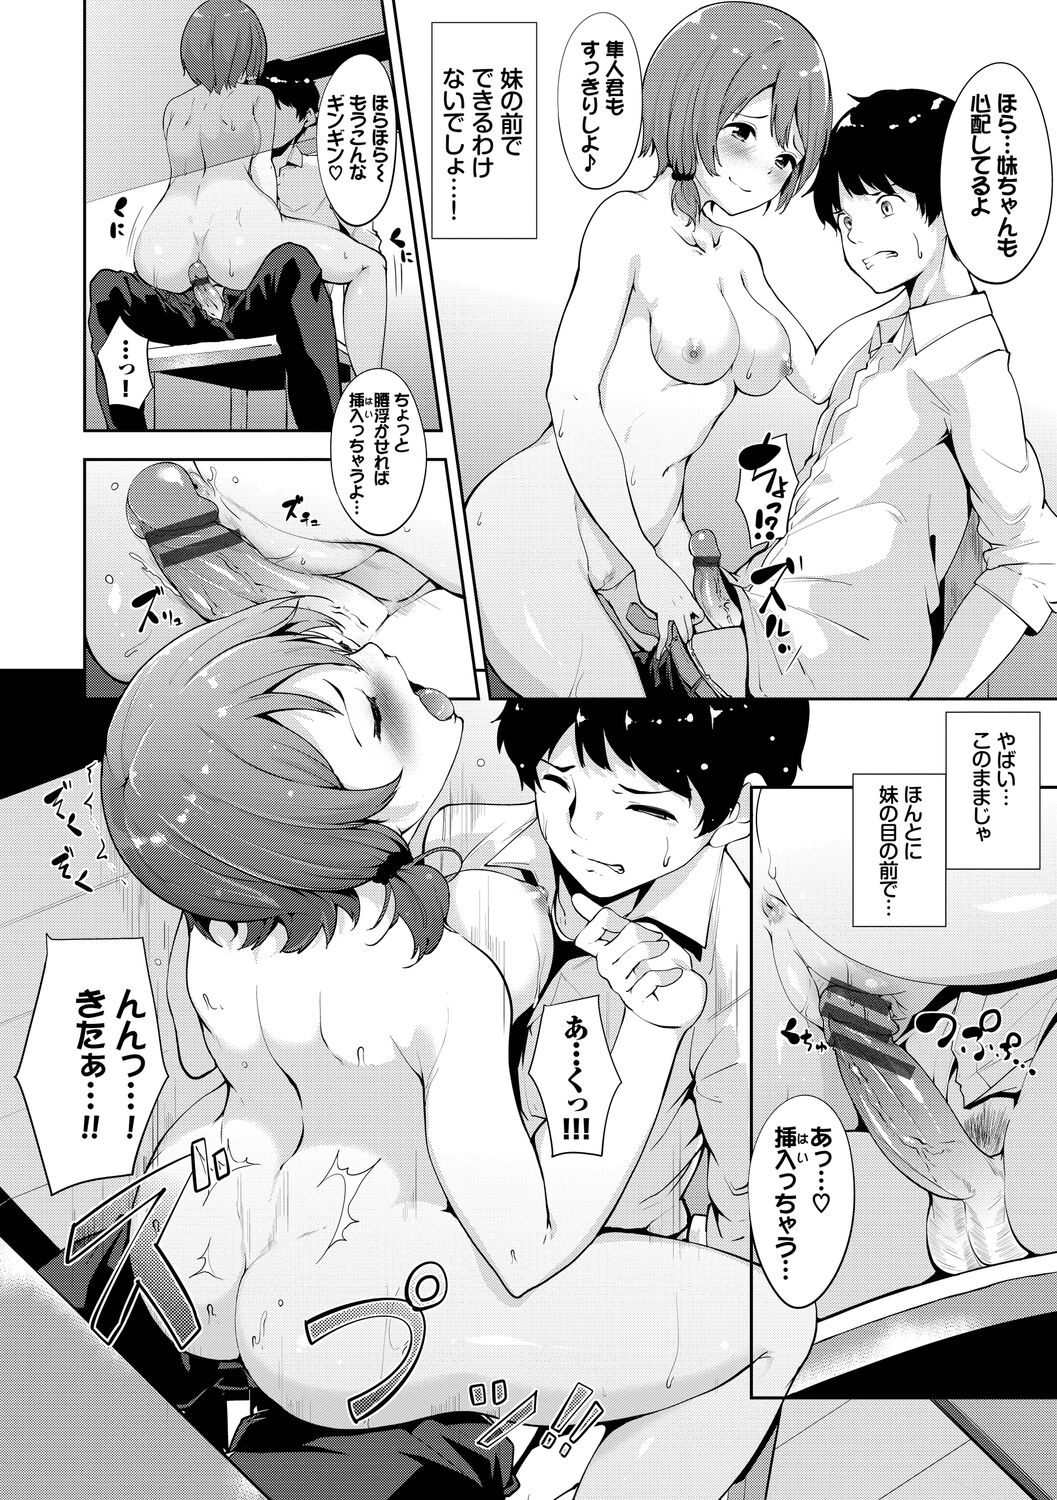 ほら…妹ちゃんも
心配してるよ
隼人君も
すっきりしよ♪
妹の前で
できるわけ
ないでしょ…！
ちょっ!?
ズル…
ほらほら～
もうこんな
ギンギン♡
くに
くに
…っ！
ちょっと
腰浮かせれば
挿入っちゃうよ…
はい
ズチュ
ズリュ
やばい…
このままじゃ
ほんとに
妹の目の前で…
つぷぷ…
くちゅ
あっ…♡
挿入っちゃう…
はい
ぞくぞく
あ…くっ!!!
んんっ…！
きたぁ…!!